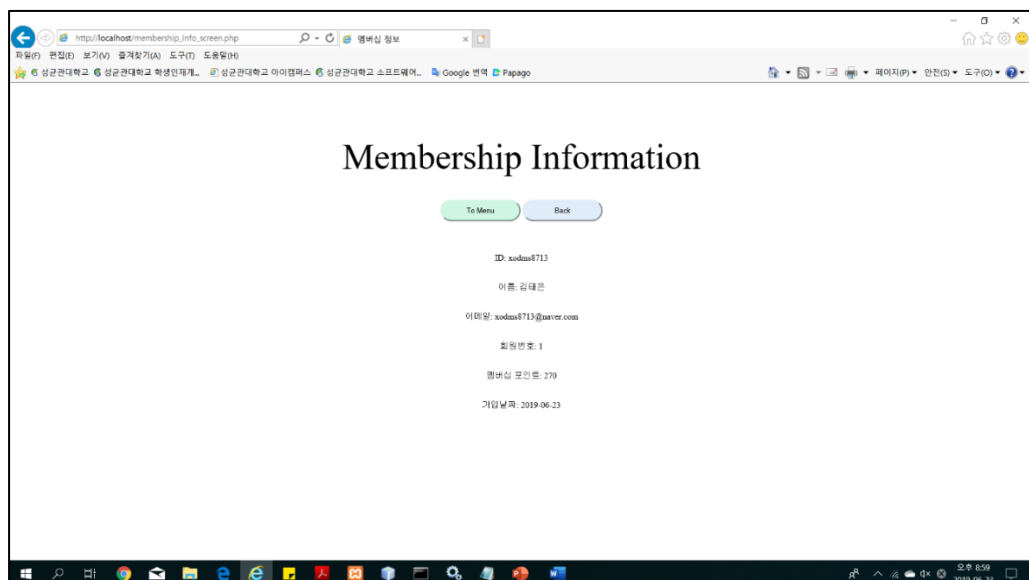 http://localhost/membership_info_screen.php
멤버십 정보
파일(F) 편집(E) 보기(V) 즐겨찾기(A) 도구(T) 도움말(H)
성균관대학교 성균관대학교 학생인재개... 성균관대학교 아이캠퍼스 성균관대학교 소프트웨어... Google 번역 Papago
페이지(P) 안전(S) 도구(O)
Membership Information
To Menu Back
ID: xodms8713
이름: 김태은
이메일: xodms8713@naver.com
회원번호: 1
멤버십 포인트: 270
가입날짜: 2019-06-23
오후 8:59
2019-06-23